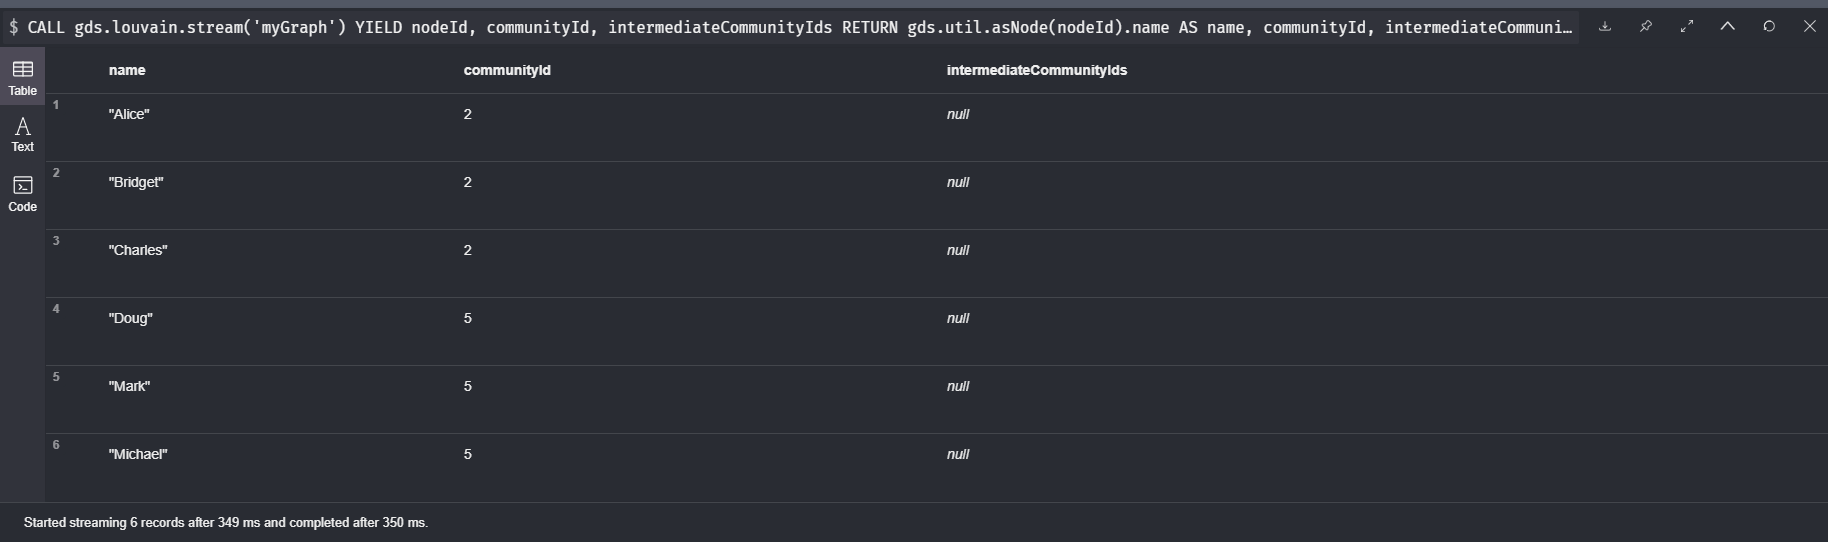 $ CALL gds.louvain.stream('myGraph') YIELD nodeId, communityId, intermediateCommunityIds RETURN gds.util.asNode(nodeId).name AS name, communityId, intermediateCommuni…
Table
Text
Code
name communityId intermediateCommunityIds
1 "Alice" 2 null
2 "Bridget" 2 null
3 "Charles" 2 null
4 "Doug" 5 null
5 "Mark" 5 null
6 "Michael" 5 null
Started streaming 6 records after 349 ms and completed after 350 ms.